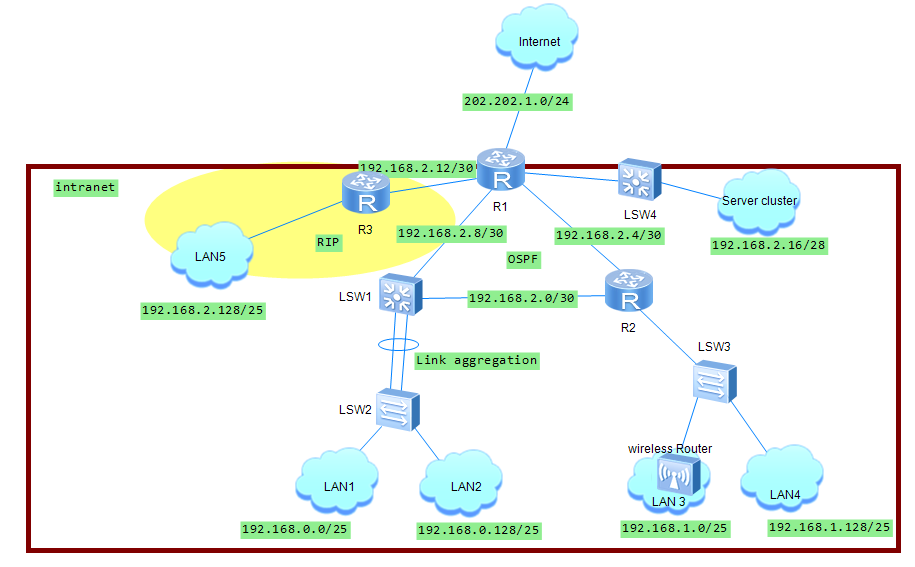 Internet
202.202.1.0/24
intranet
192.168.2.12/30
R
R1
LSW4
Server cluster
192.168.2.16/28
R
R3
RIP
192.168.2.8/30
192.168.2.4/30
LAN5
OSPF
192.168.2.128/25
LSW1
192.168.2.0/30
R
R2
LSW3
Link aggregation
LSW2
wireless Router
LAN1
LAN2
LAN 3
LAN4
192.168.0.0/25
192.168.0.128/25
192.168.1.0/25
192.168.1.128/25